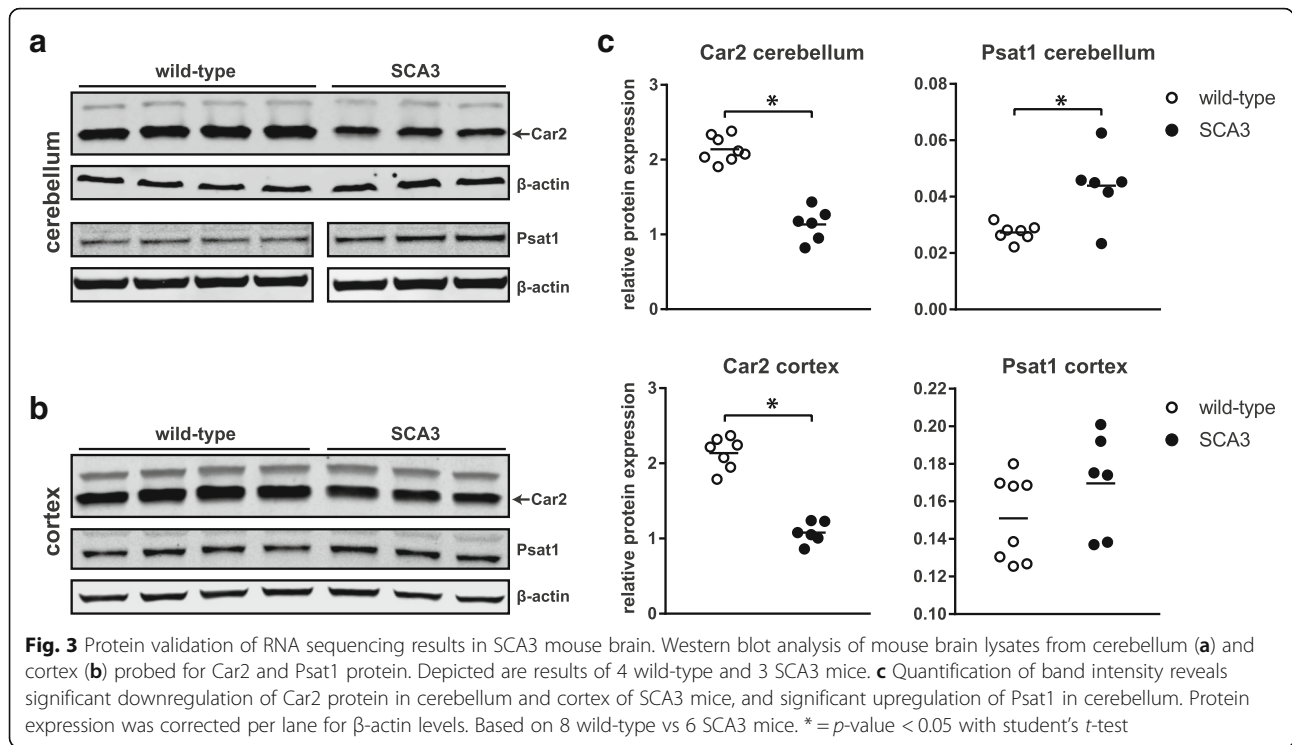 a
wild-type SCA3
cerebellum
←Car2
β-actin
Psat1
β-actin
b
wild-type SCA3
cortex
←Car2
Psat1
β-actin
c
Car2 cerebellum
relative protein expression
3
2
1
0
*
Psat1 cerebellum
0.08
0.06
0.04
0.02
0.00
*
wild-type
SCA3
Car2 cortex
relative protein expression
3
2
1
0
*
Psat1 cortex
0.22
0.20
0.18
0.16
0.14
0.12
0.10
wild-type
SCA3
Fig. 3 Protein validation of RNA sequencing results in SCA3 mouse brain. Western blot analysis of mouse brain lysates from cerebellum (a) and
cortex (b) probed for Car2 and Psat1 protein. Depicted are results of 4 wild-type and 3 SCA3 mice. c Quantification of band intensity reveals
significant downregulation of Car2 protein in cerebellum and cortex of SCA3 mice, and significant upregulation of Psat1 in cerebellum. Protein
expression was corrected per lane for β-actin levels. Based on 8 wild-type vs 6 SCA3 mice. * = p-value < 0.05 with student's t-test